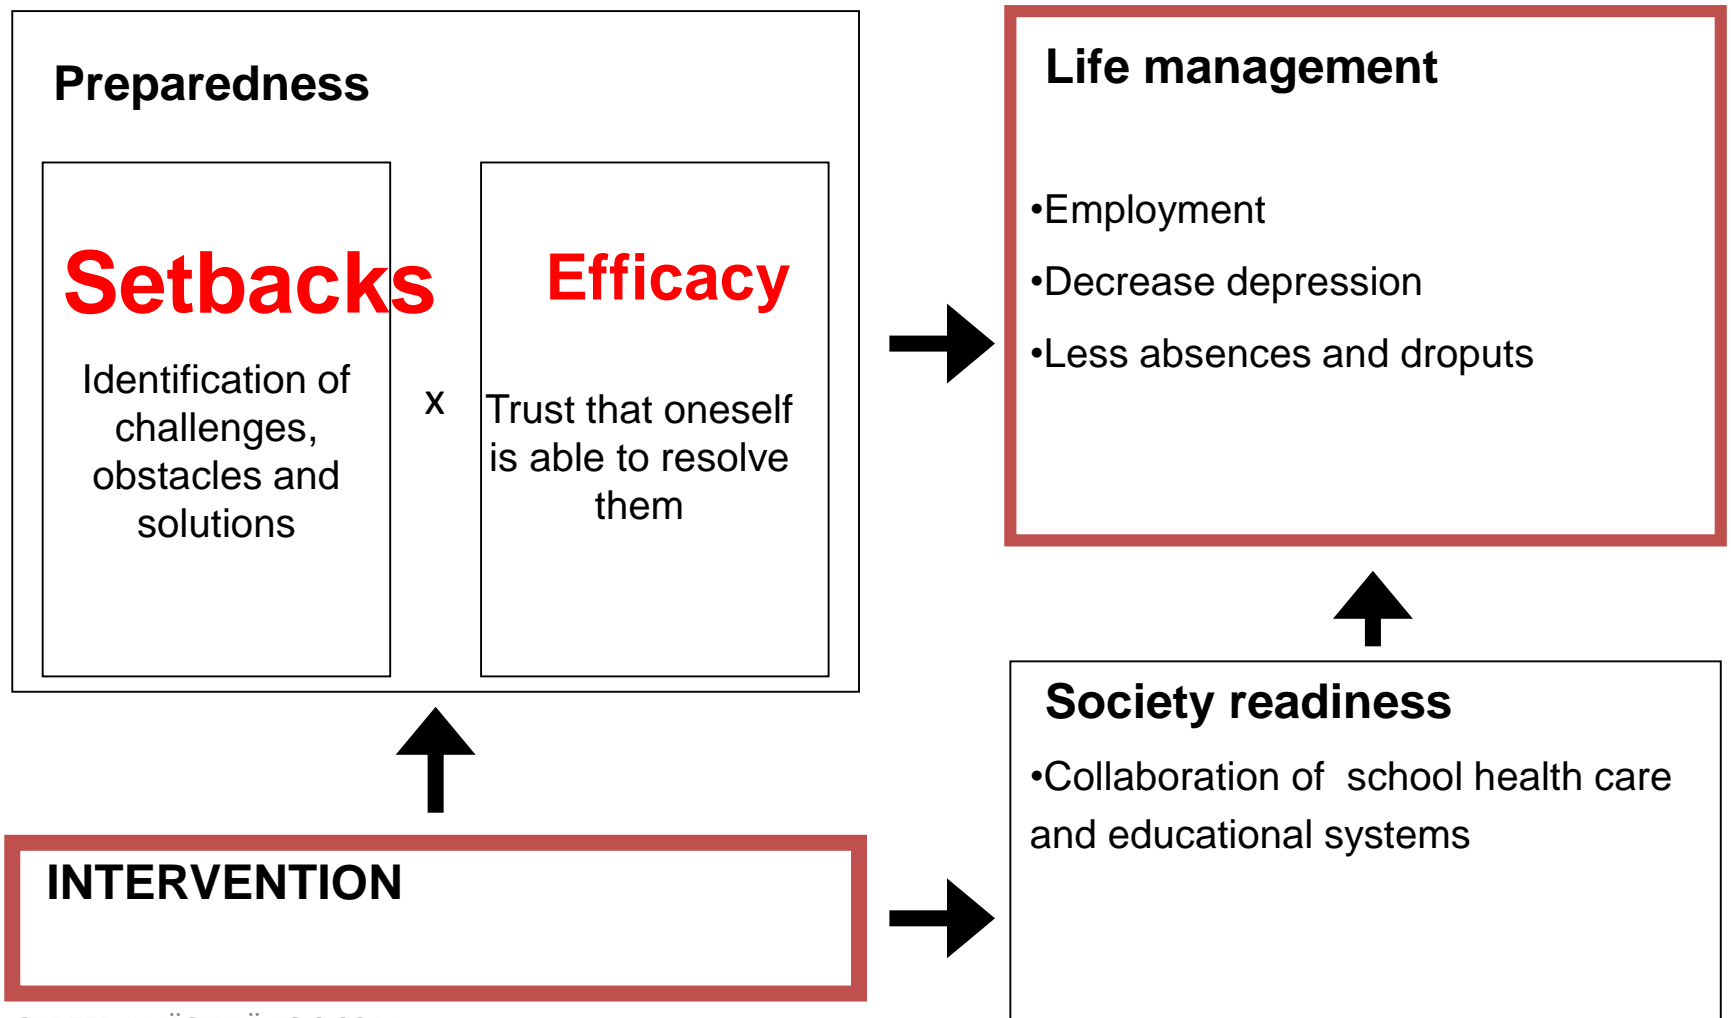 Preparedness
Setbacks
Identification of
challenges,
obstacles and
solutions
x
Efficacy
Trust that oneself
is able to resolve
them
Life management
•Employment
•Decrease depression
•Less absences and droputs
Society readiness
•Collaboration of  school health care
and educational systems
INTERVENTION